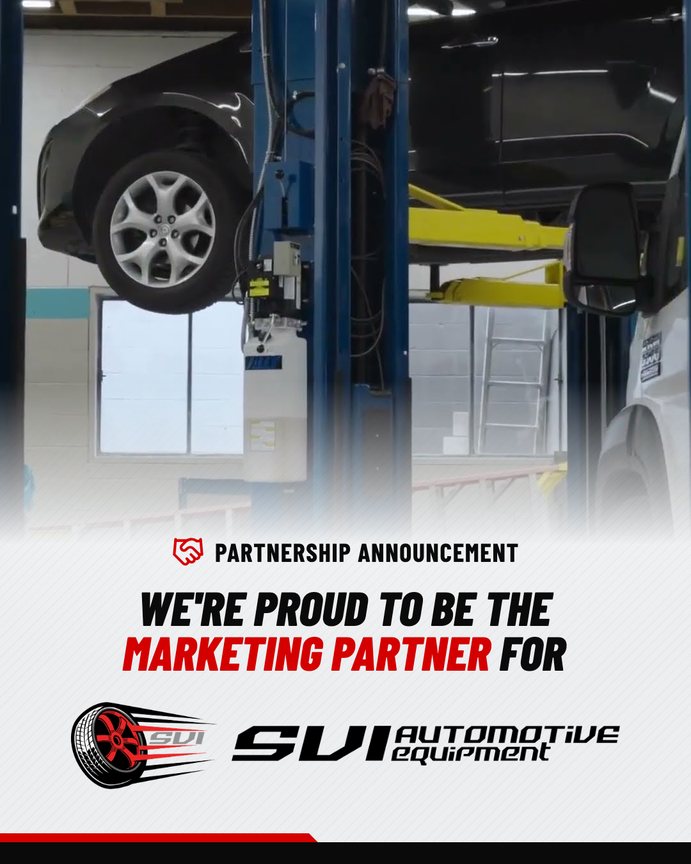 PARTNERSHIP ANNOUNCEMENT
WE'RE PROUD TO BE THE
MARKETING PARTNER FOR
SVI
SVI AUTOMOTIVE
equipment